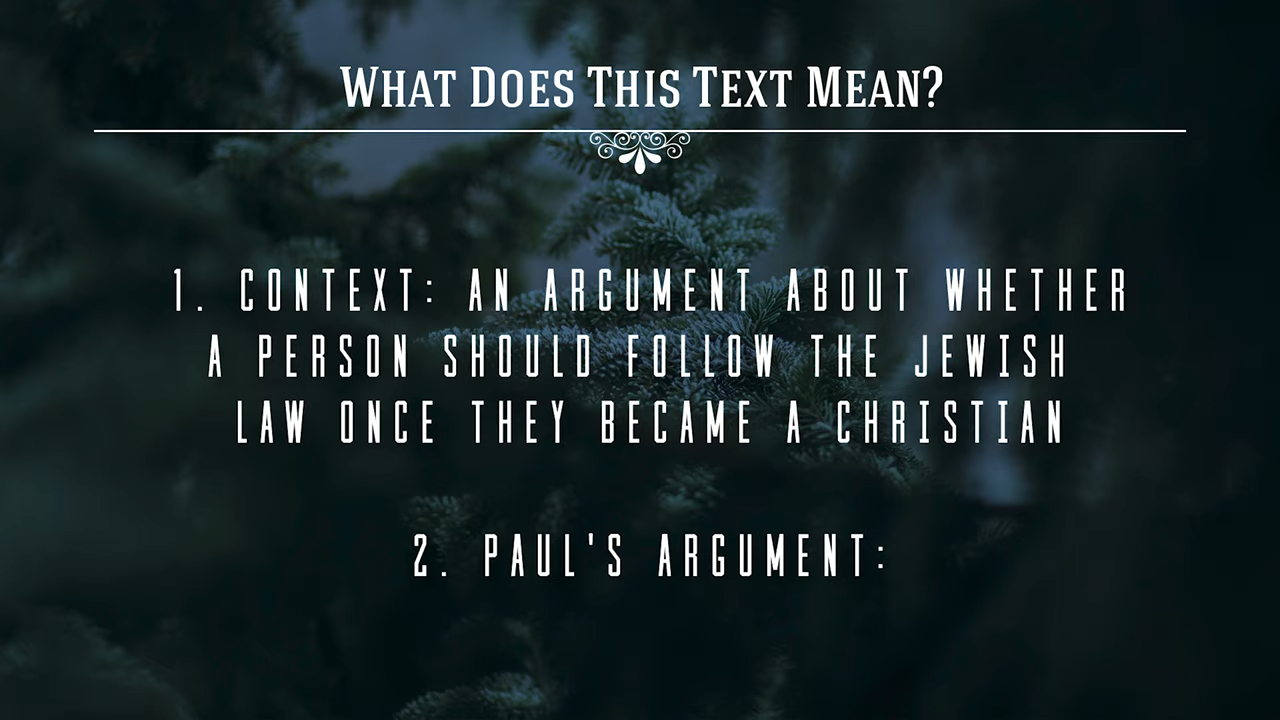 What Does This Text Mean?
1. CONTEXT: AN ARGUMENT ABOUT WHETHER
A PERSON SHOULD FOLLOW THE JEWISH
LAW ONCE THEY BECAME A CHRISTIAN
2. PAUL'S ARGUMENT: